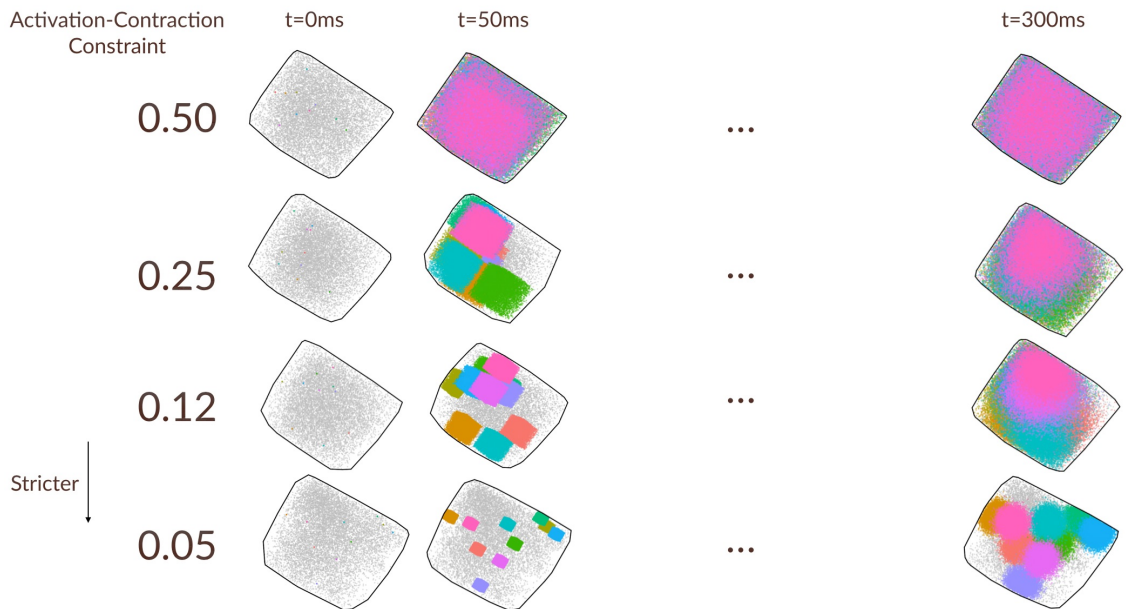 Activation-Contraction
Constraint
t=0ms
t=50ms
t=300ms
0.50
...
0.25
...
0.12
...
Stricter
0.05
...